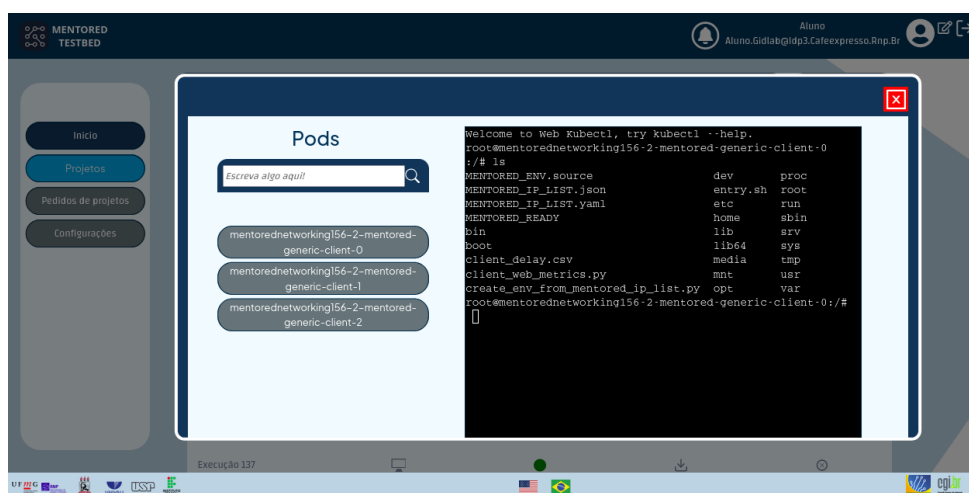 MENTORED
TESTBED
Aluno
Aluno.Gidlab@Idp3.Cafeexpresso.Rnp.Br
Início
Projetos
Pedidos de projetos
Configurações
Pods
Escreva algo aqui!
mentorednetworking156-2-mentored-
generic-client-0
mentorednetworking156-2-mentored-
generic-client-1
mentorednetworking156-2-mentored-
generic-client-2
Welcome to Web Kubectl, try kubectl --help.
root@mentorednetworking156-2-mentored-generic-client-0
:/# ls
MENTORED_ENV.source dev proc
MENTORED_IP_LIST.json entry.sh root
MENTORED_IP_LIST.yaml etc run
MENTORED_READY home sbin
bin lib srv
boot lib64 sys
client_delay.csv media tmp
client_web_metrics.py mnt usr
create_env_from_mentored_ip_list.py opt var
root@mentorednetworking156-2-mentored-generic-client-0:/#
Execução 137
UFMG
USP
cgi.br